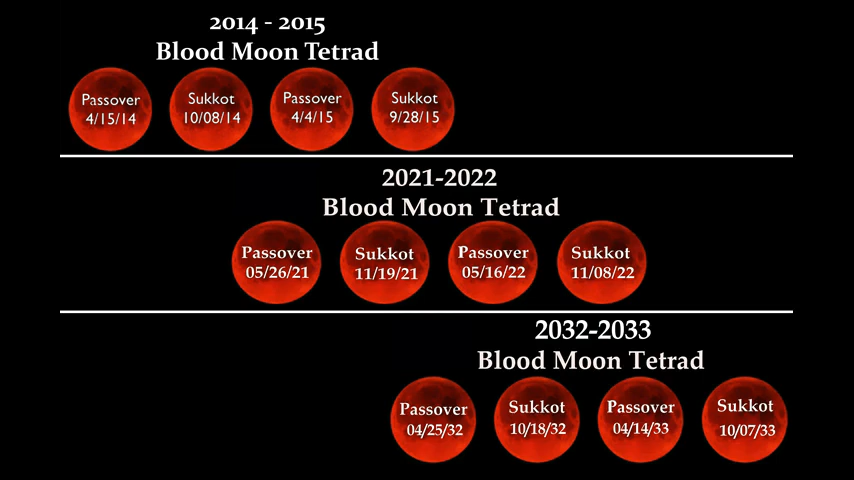 2014 - 2015
Blood Moon Tetrad
Passover
4/15/14
Sukkot
10/08/14
Passover
4/4/15
Sukkot
9/28/15
2021-2022
Blood Moon Tetrad
Passover
05/26/21
Sukkot
11/19/21
Passover
05/16/22
Sukkot
11/08/22
2032-2033
Blood Moon Tetrad
Passover
04/25/32
Sukkot
10/18/32
Passover
04/14/33
Sukkot
10/07/33